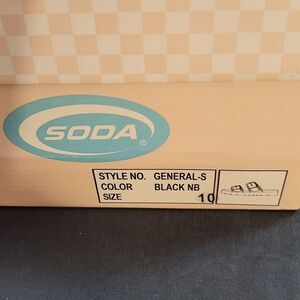 SODA®
STYLE NO. GENERAL-S
COLOR BLACK NB
SIZE 10